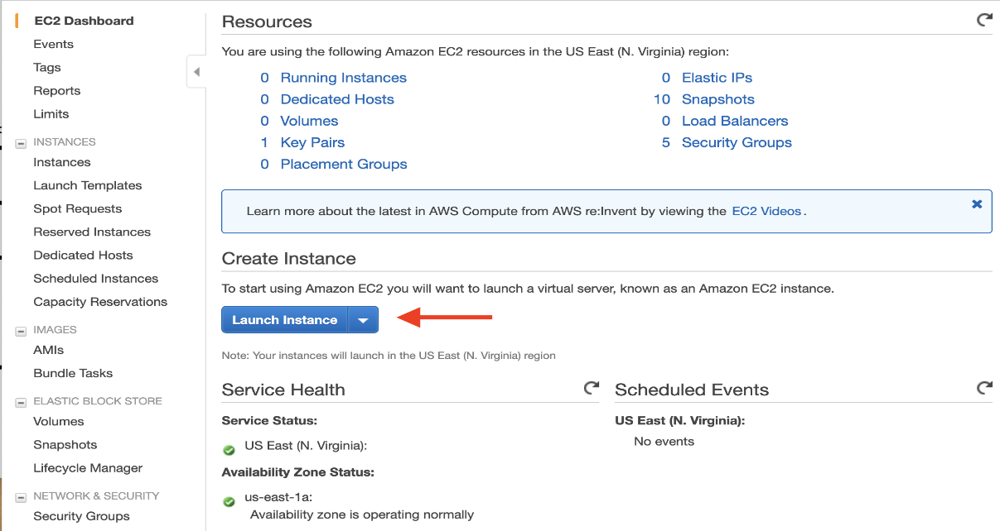 EC2 Dashboard
Events
Tags
Reports
Limits
INSTANCES
Instances
Launch Templates
Spot Requests
Reserved Instances
Dedicated Hosts
Scheduled Instances
Capacity Reservations
IMAGES
AMIs
Bundle Tasks
ELASTIC BLOCK STORE
Volumes
Snapshots
Lifecycle Manager
NETWORK & SECURITY
Security Groups
Resources
You are using the following Amazon EC2 resources in the US East (N. Virginia) region:
0 Running Instances
0 Dedicated Hosts
0 Volumes
1 Key Pairs
0 Placement Groups
0 Elastic IPs
10 Snapshots
0 Load Balancers
5 Security Groups
Learn more about the latest in AWS Compute from AWS re:Invent by viewing the EC2 Videos.
Create Instance
To start using Amazon EC2 you will want to launch a virtual server, known as an Amazon EC2 instance.
Launch Instance
Note: Your instances will launch in the US East (N. Virginia) region
Service Health
Service Status:
US East (N. Virginia):
Availability Zone Status:
us-east-1a:
Availability zone is operating normally
Scheduled Events
US East (N. Virginia):
No events